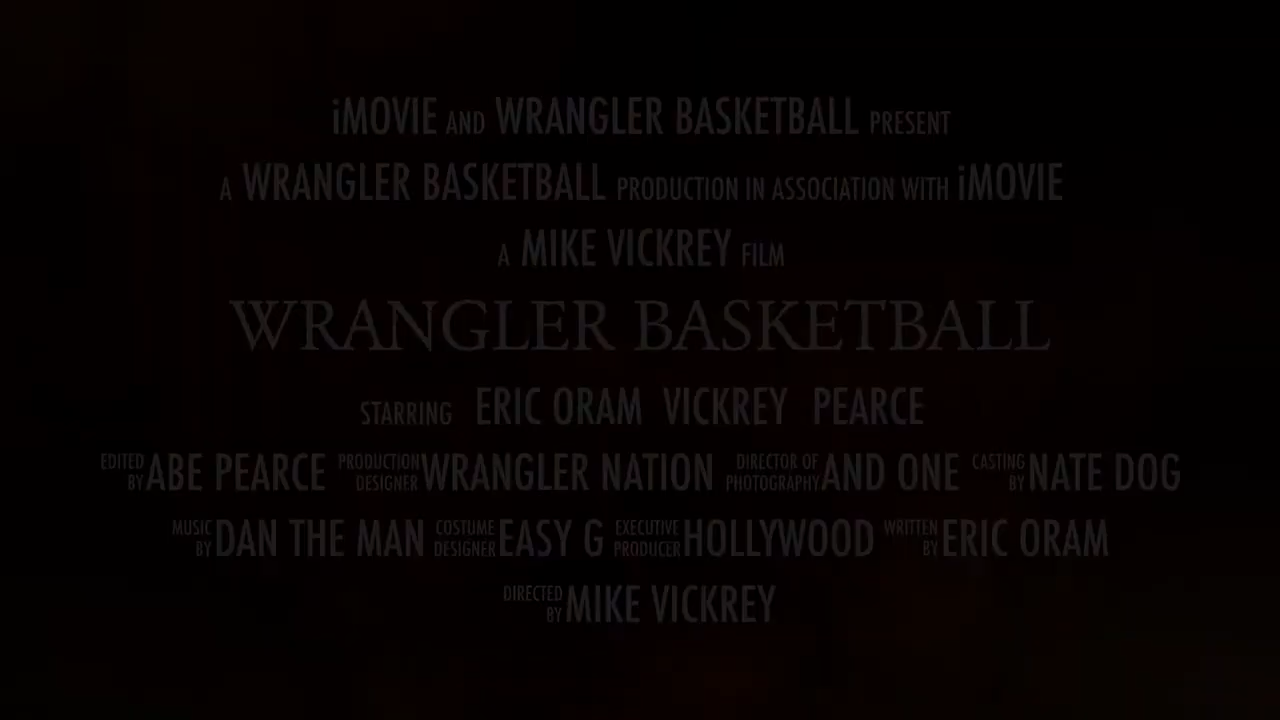 iMOVIE AND WRANGLER BASKETBALL PRESENT
A WRANGLER BASKETBALL PRODUCTION IN ASSOCIATION WITH iMOVIE
A MIKE VICKREY FILM
WRANGLER BASKETBALL
STARRING ERIC ORAM VICKREY PEARCE
EDITED BY ABE PEARCE PRODUCTION DESIGNER WRANGLER NATION DIRECTOR OF PHOTOGRAPHY AND ONE CASTING BY NATE DOG
MUSIC BY DAN THE MAN COSTUME DESIGNER EASY G EXECUTIVE PRODUCER HOLLYWOOD WRITTEN BY ERIC ORAM
DIRECTED BY MIKE VICKREY